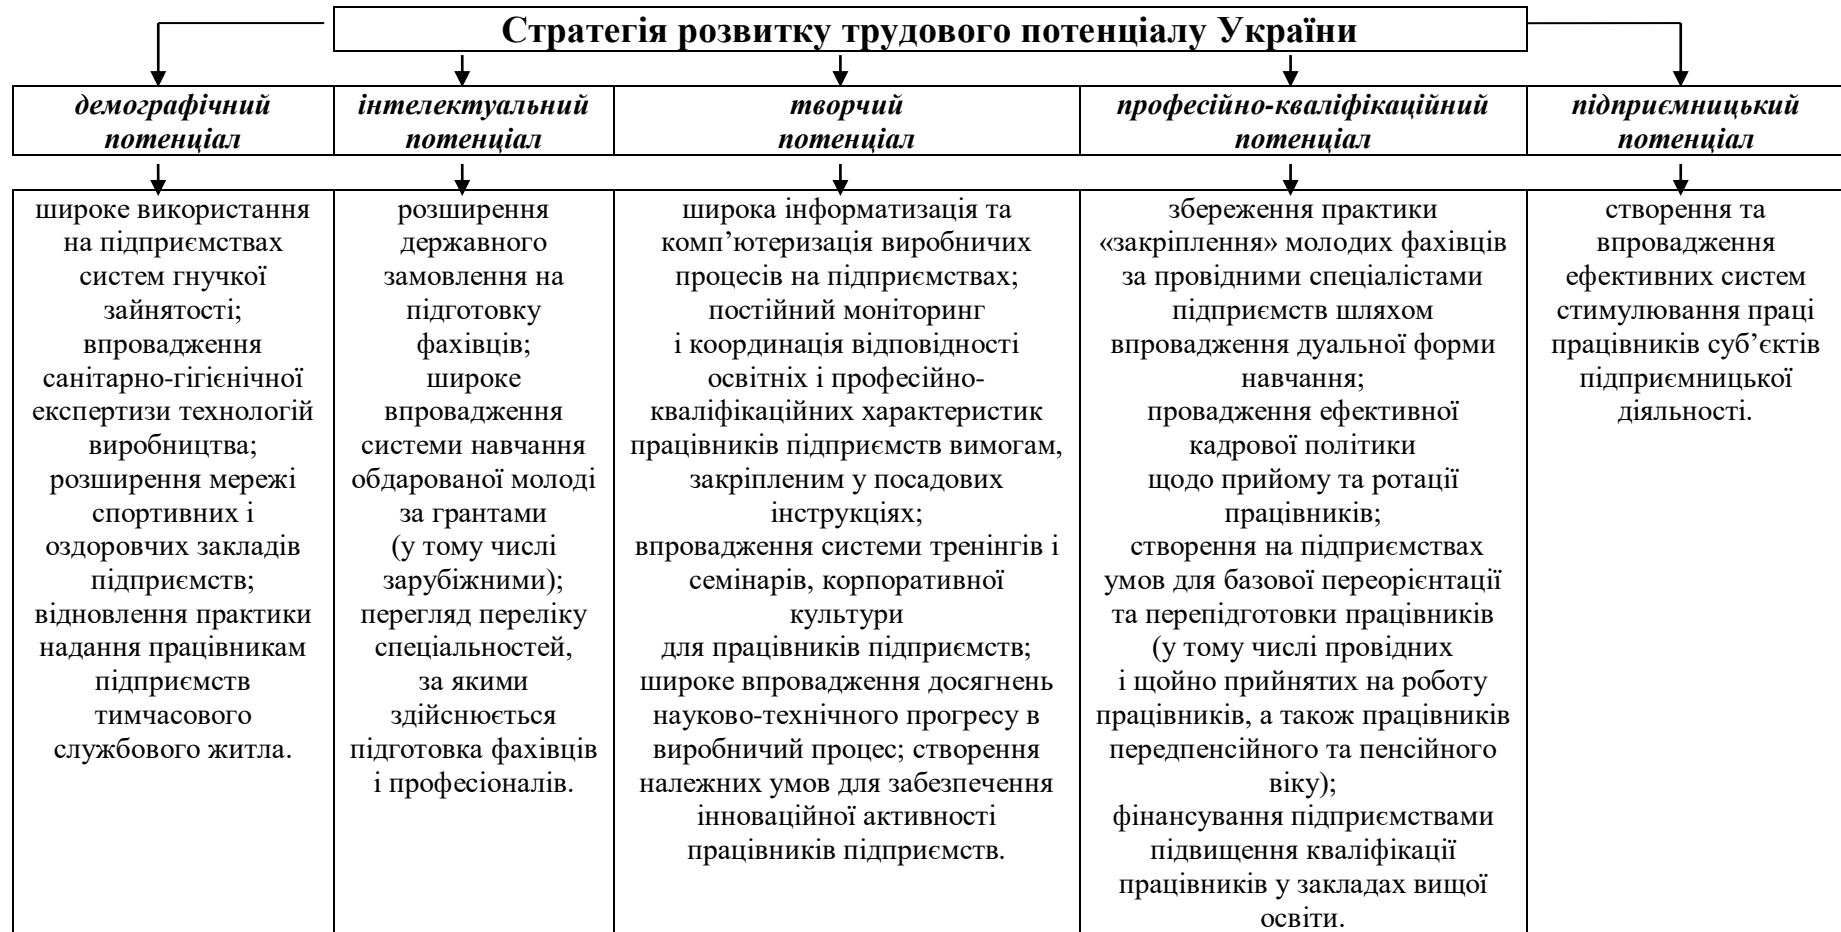 Стратегія розвитку трудового потенціалу України
демографічний
потенціал
інтелектуальний
потенціал
творчий
потенціал
професійно-кваліфікаційний
потенціал
підприємницький
потенціал
широке використання
на підприємствах
систем гнучкої
зайнятості;
впровадження
санітарно-гігієнічної
експертизи технологій
виробництва;
розширення мережі
спортивних і
оздоровчих закладів
підприємств;
відновлення практики
надання працівникам
підприємств
тимчасового
службового житла.
розширення
державного
замовлення на
підготовку
фахівців;
широке
впровадження
системи навчання
обдарованої молоді
за грантами
(у тому числі
зарубіжними);
перегляд переліку
спеціальностей,
за якими
здійснюється
підготовка фахівців
і професіоналів.
широка інформатизація та
комп’ютеризація виробничих
процесів на підприємствах;
постійний моніторинг
і координація відповідності
освітніх і професійно-
кваліфікаційних характеристик
працівників підприємств вимогам,
закріпленим у посадових
інструкціях;
впровадження системи тренінгів і
семінарів, корпоративної
культури
для працівників підприємств;
широке впровадження досягнень
науково-технічного прогресу в
виробничий процес; створення
належних умов для забезпечення
інноваційної активності
працівників підприємств.
збереження практики
«закріплення» молодих фахівців
за провідними спеціалістами
підприємств шляхом
впровадження дуальної форми
навчання;
провадження ефективної
кадрової політики
щодо прийому та ротації
працівників;
створення на підприємствах
умов для базової переорієнтації
та перепідготовки працівників
(у тому числі провідних
і щойно прийнятих на роботу
працівників, а також працівників
передпенсійного та пенсійного
віку);
фінансування підприємствами
підвищення кваліфікації
працівників у закладах вищої
освіти.
створення та
впровадження
ефективних систем
стимулювання праці
працівників суб’єктів
підприємницької
діяльності.